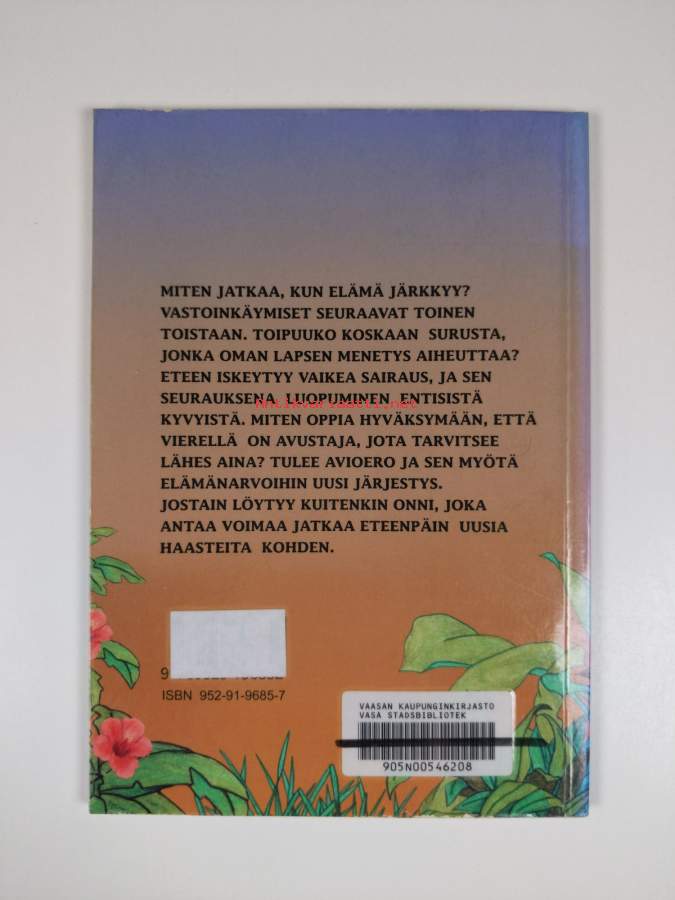 MITEN JATKAA, KUN ELÄMÄ JÄRKKYY?
VASTOINKÄYMISET SEURAAVAT TOINEN
TOISTAAN. TOIPUUKO KOSKAAN SURUSTA,
JONKA OMAN LAPSEN MENETYS AIHEUTTAA?
ETEEN ISKEYTYY VAIKEA SAIRAUS, JA SEN
SEURAUKSENA LUOPUMINEN ENTISISTÄ
Antikvariaatti.net
KYVYISTÄ. MITEN OPPIA HYVÄKSYMÄÄN, ETTÄ
VIERELLÄ ON AVUSTAJA, JOTA TARVITSEE
LÄHES AINA? TULEE AVIOERO JA SEN MYÖTÄ
ELÄMÄNARVOIHIN UUSI JÄRJESTYS.
JOSTAIN LÖYTYY KUITENKIN ONNI, JOKA
ANTAA VOIMAA JATKAA ETEENPÄIN UUSIA
HAASTEITA KOHDEN.
ISBN 952-91-9685-7
VAASAN KAUPUNGINKIRJASTO
VASA STADSBIBLIOTEK
905N00546208